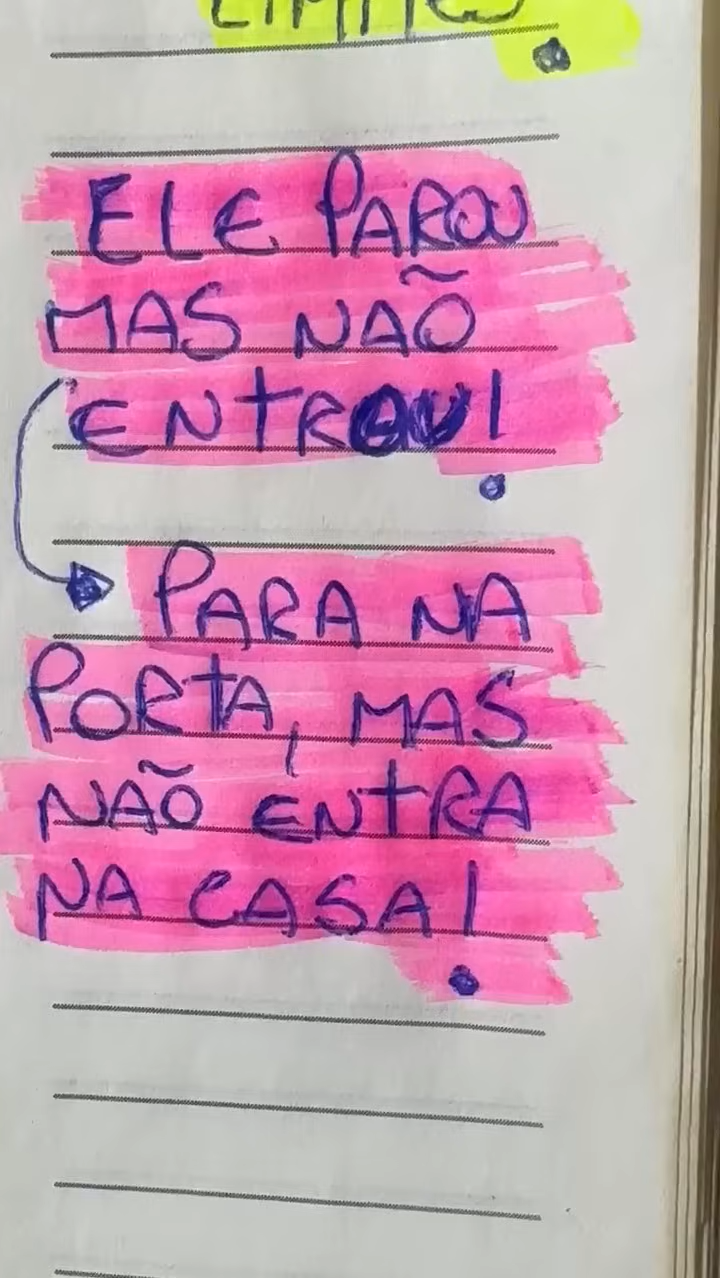 ELE PAROU
MAS NÃO
ENTROU!
PARA NA
PORTA, MAS
NÃO ENTRA
NA CASA!